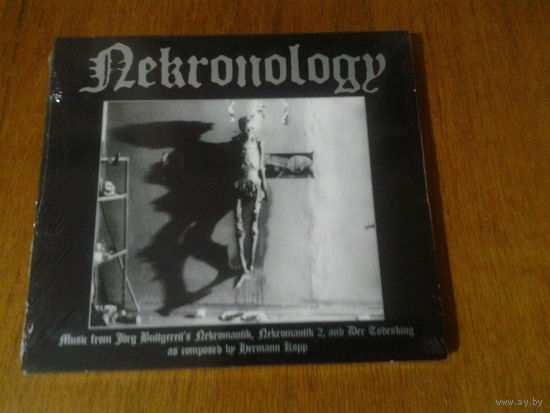 Nekronology
Music from Jörg Buttgereit's Nekromantik, Nekromantik 2, and Der Todesking
as composed by Hermann Kopp
www.ay.by